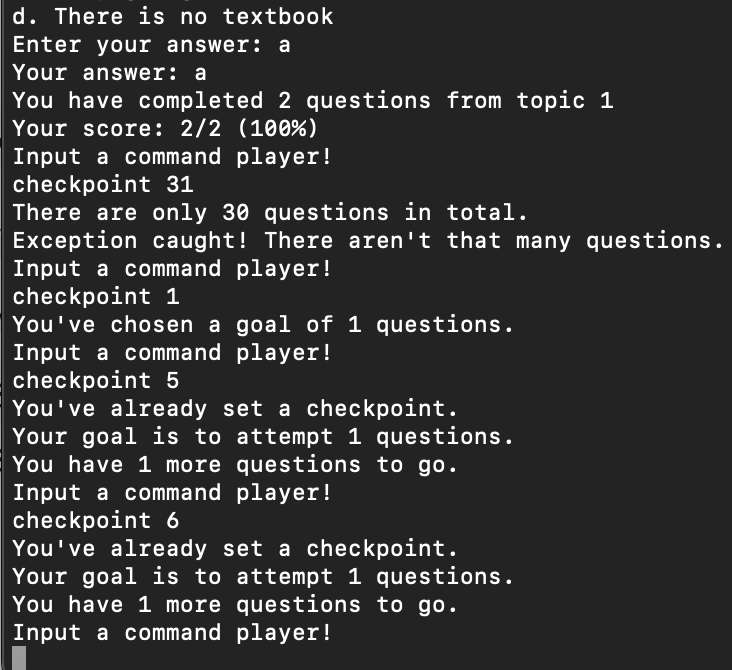 d. There is no textbook
Enter your answer: a
Your answer: a
You have completed 2 questions from topic 1
Your score: 2/2 (100%)
Input a command player!
checkpoint 31
There are only 30 questions in total.
Exception caught! There aren't that many questions.
Input a command player!
checkpoint 1
You've chosen a goal of 1 questions.
Input a command player!
checkpoint 5
You've already set a checkpoint.
Your goal is to attempt 1 questions.
You have 1 more questions to go.
Input a command player!
checkpoint 6
You've already set a checkpoint.
Your goal is to attempt 1 questions.
You have 1 more questions to go.
Input a command player!